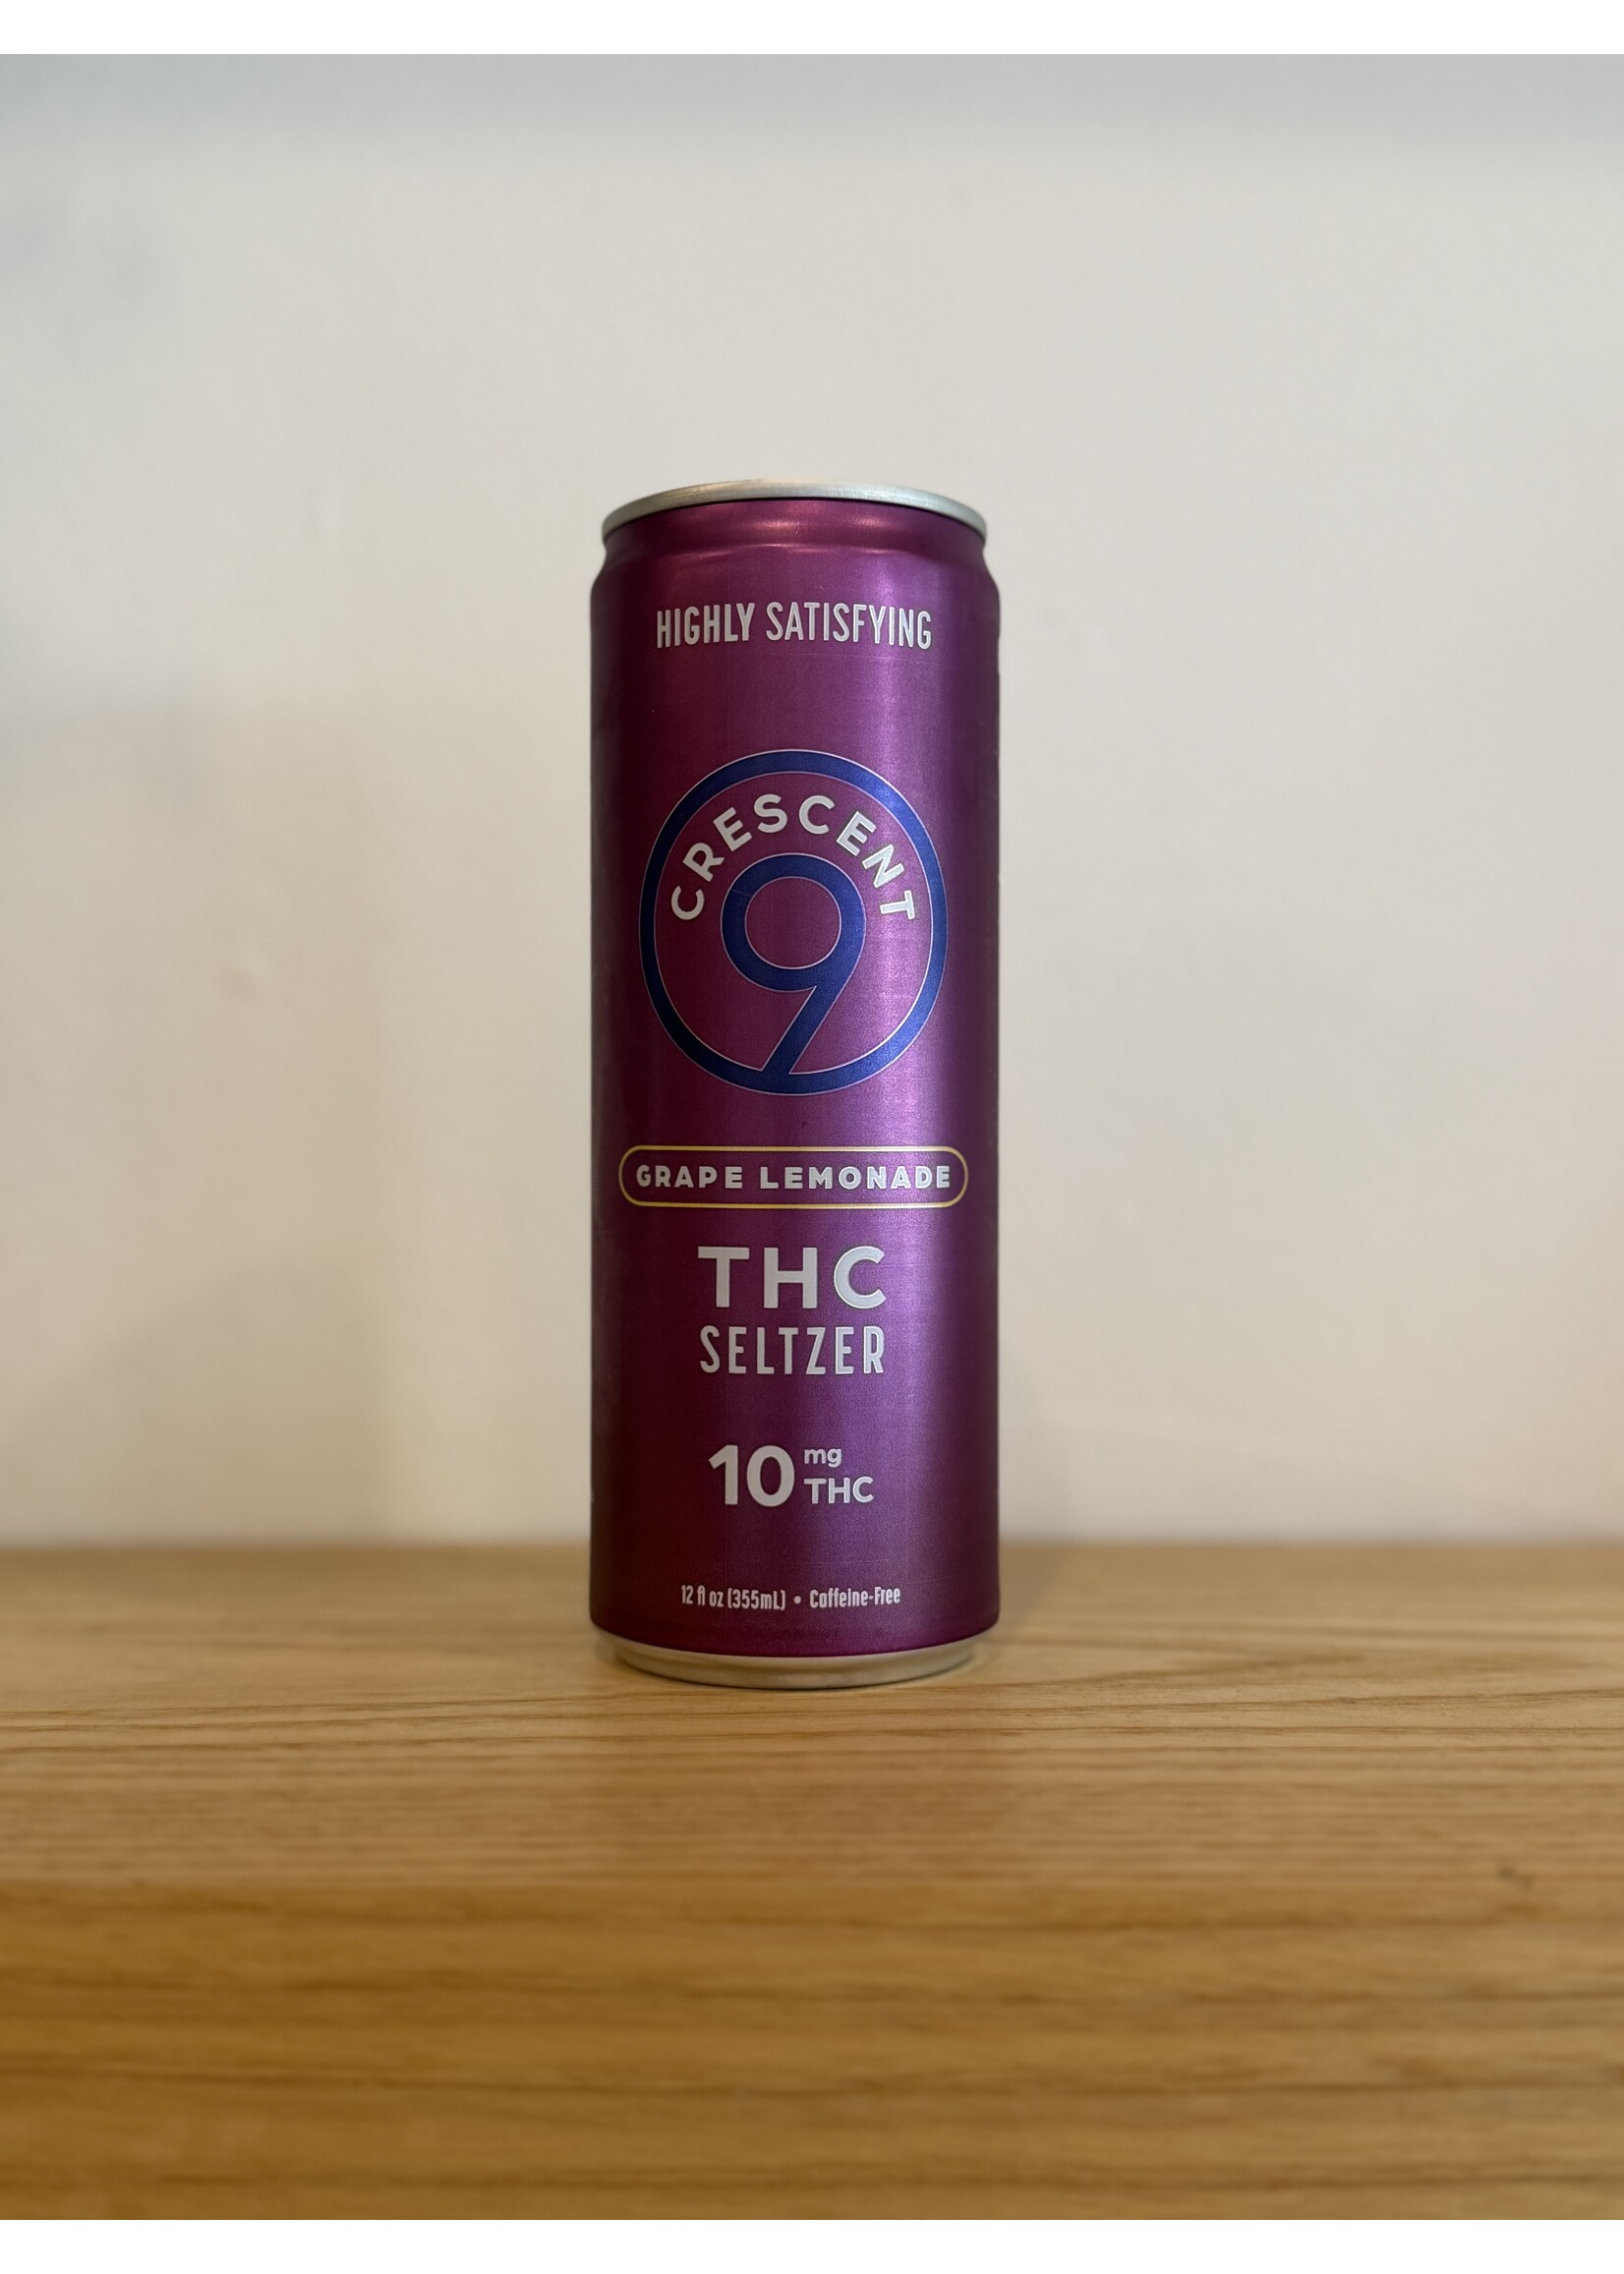 HIGHLY SATISFYING
CRESCENT
9
GRAPE LEMONADE
THC
SELTZER
10 mg
THC
12 fl oz (355mL) • Caffeine-Free